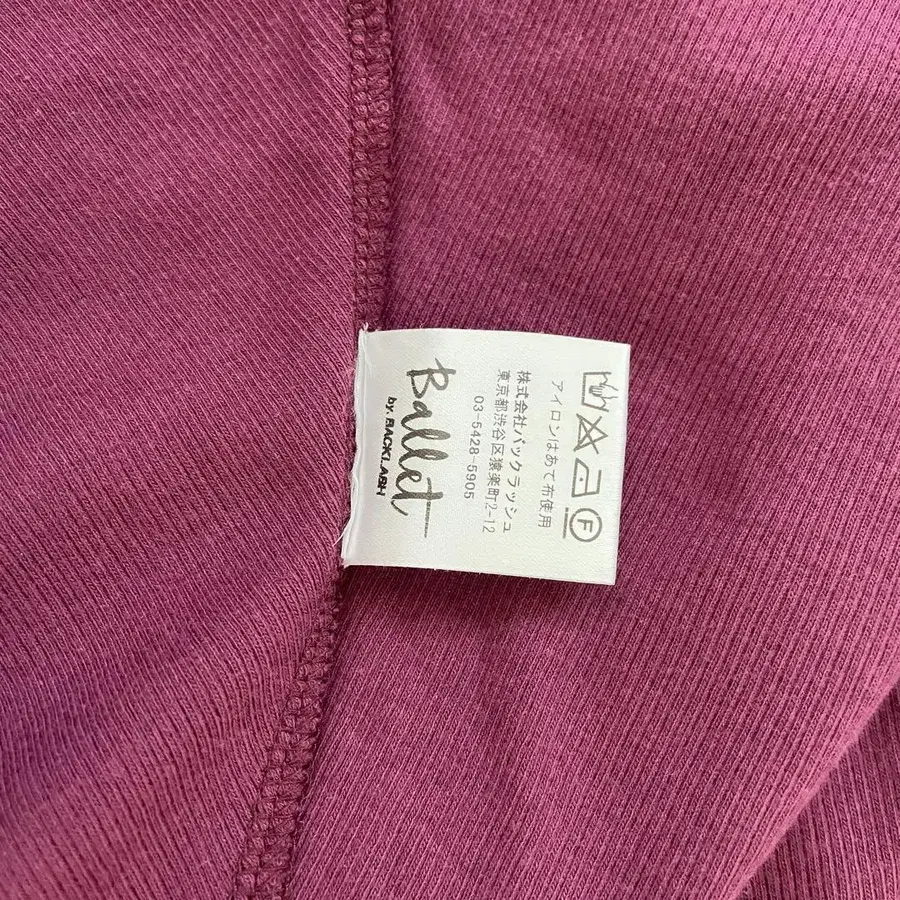 Ⓕ
アイロンはあて布使用
株式会社バックラッシュ
東京都渋谷区猿楽町2-12
03-5428-5905
Ballet
by. BACKLASH